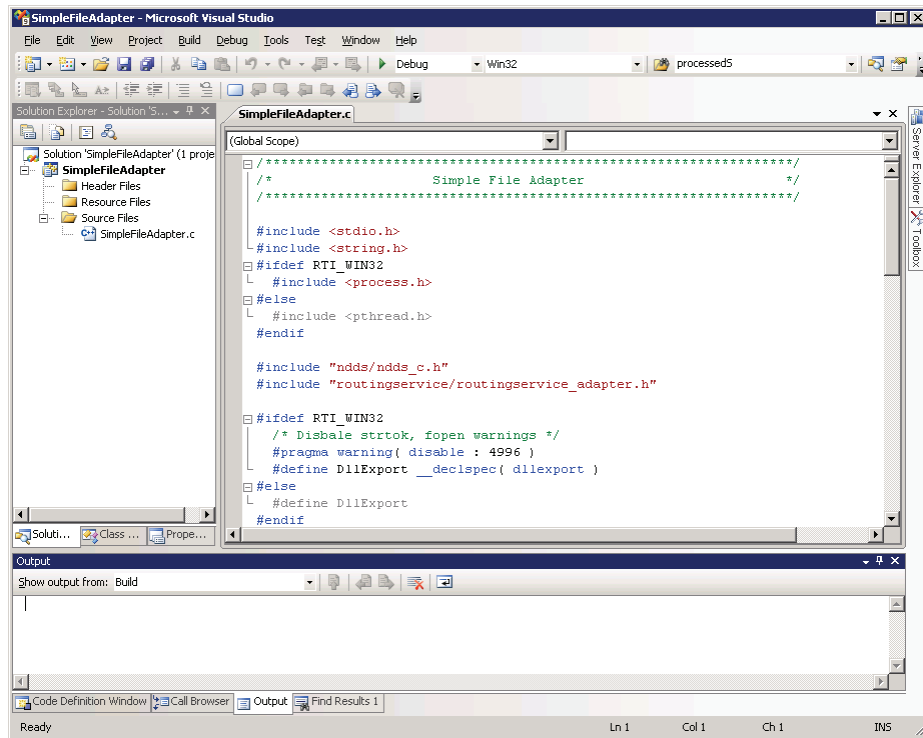 SimpleFileAdapter - Microsoft Visual Studio
File Edit View Project Build Debug Tools Test Window Help
Debug Win32 processed5
Solution Explorer - Solution 'S...
SimpleFileAdapter.c
(Global Scope)
Solution 'SimpleFileAdapter' (1 proje
SimpleFileAdapter
Header Files
Resource Files
Source Files
SimpleFileAdapter.c
/******************************************************************/
/* Simple File Adapter */
/******************************************************************/
#include <stdio.h>
#include <string.h>
#ifdef RTI_WIN32
#include <process.h>
#else
#include <pthread.h>
#endif
#include "ndds/ndds_c.h"
#include "routingservice/routingservice_adapter.h"
#ifdef RTI_WIN32
/* Disbale strtok, fopen warnings */
#pragma warning( disable : 4996 )
#define DllExport __declspec( dllexport )
#else
#define DllExport
#endif
Server Explorer
Toolbox
Soluti... Class ... Prope...
Output
Show output from: Build
Code Definition Window Call Browser Output Find Results 1
Ready Ln 1 Col 1 Ch 1 INS